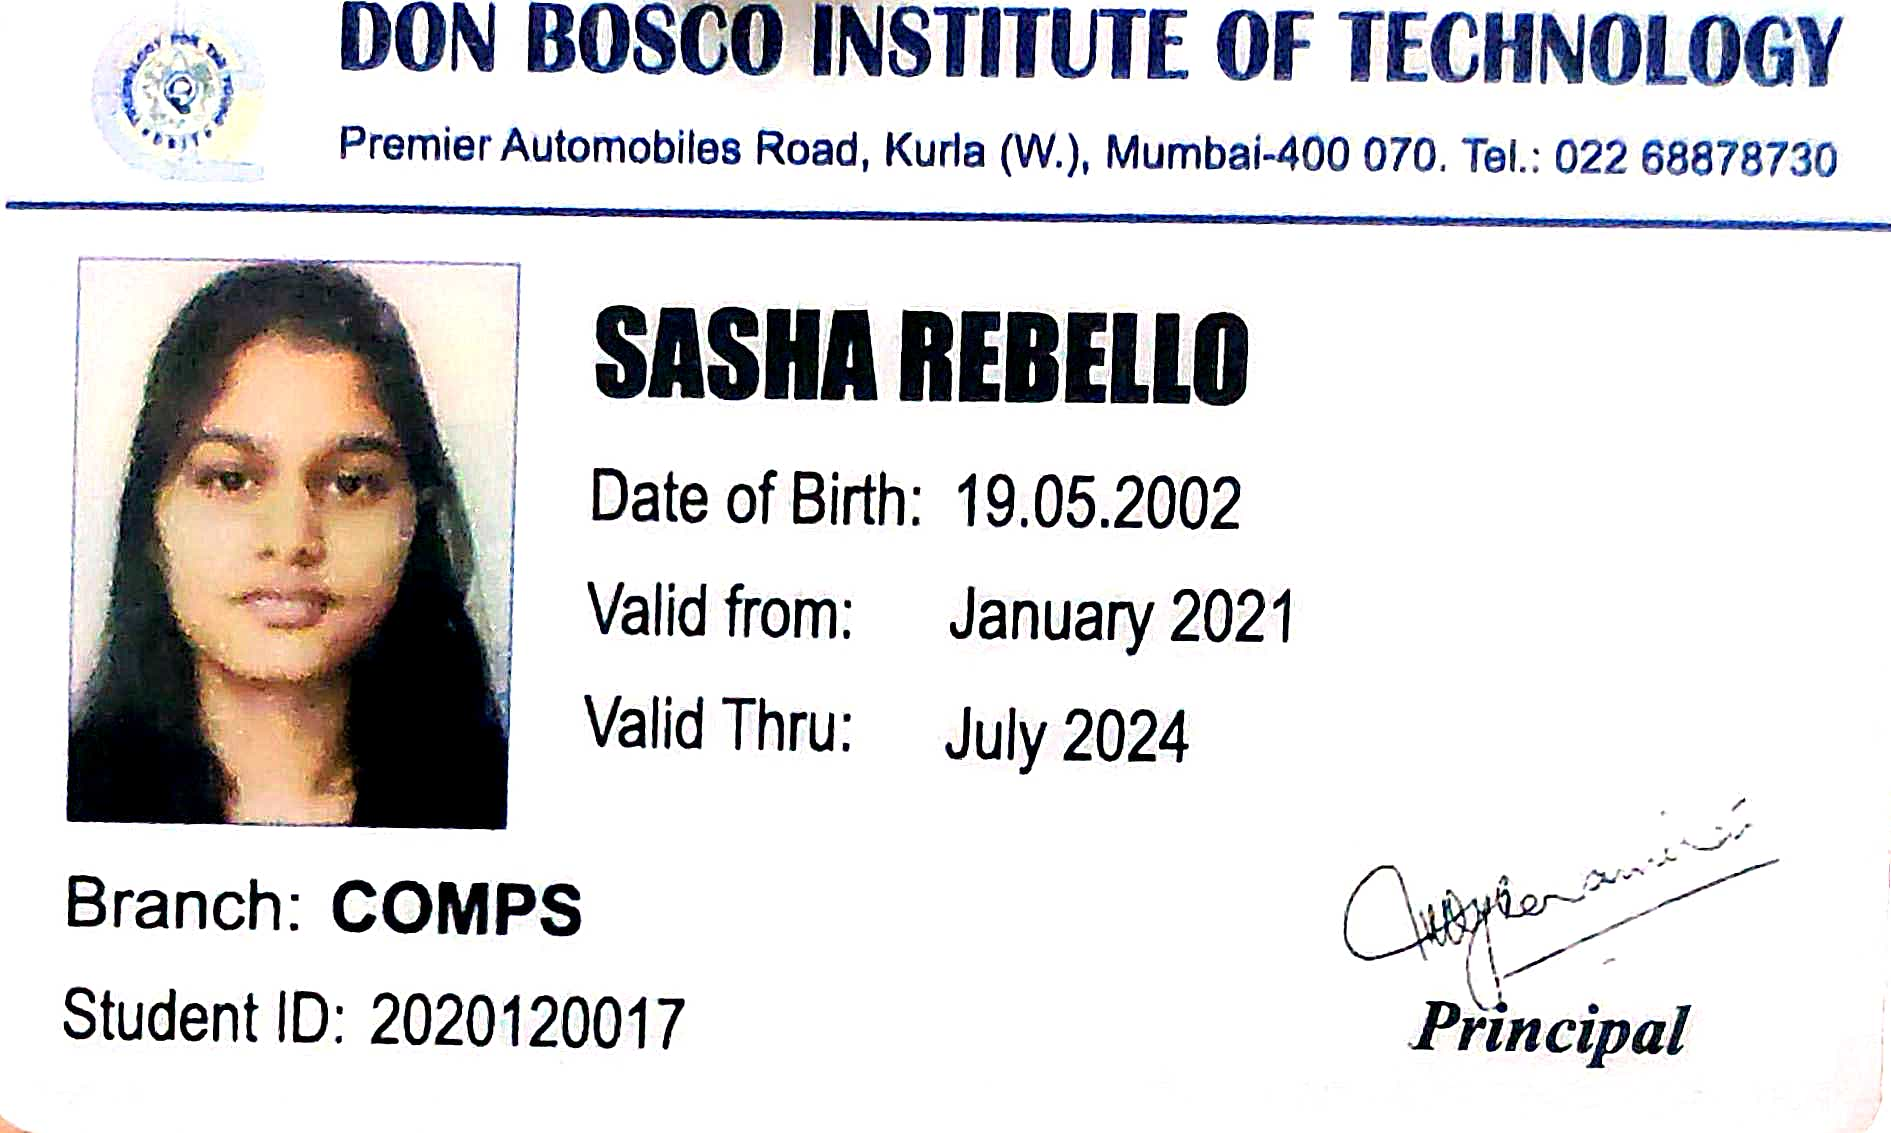 DON BOSCO INSTITUTE OF TECHNOLOGY
Premier Automobiles Road, Kurla (W.), Mumbai-400 070. Tel.: 022 68878730
SASHA REBELLO
Date of Birth: 19.05.2002
Valid from: January 2021
Valid Thru: July 2024
Branch: COMPS
Student ID: 2020120017
Principal